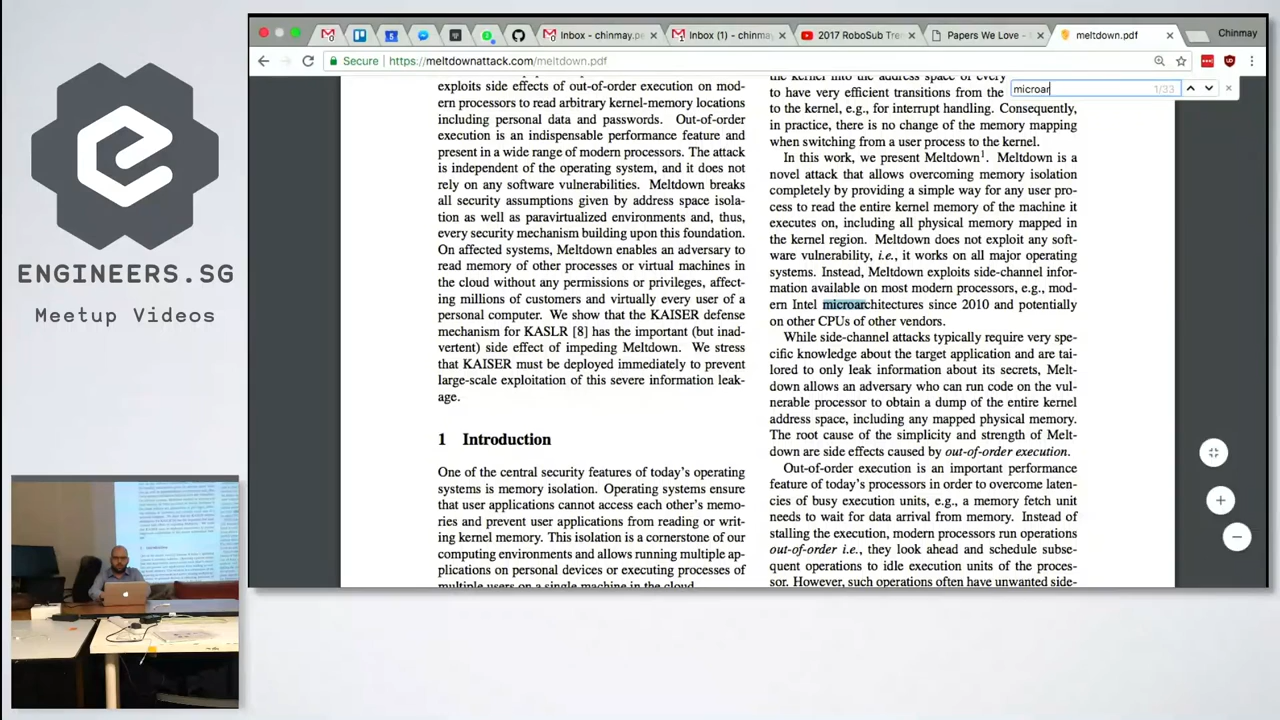 ENGINEERS.SG
Meetup Videos
Inbox - chinmay.pe
Inbox (1) - chinmay
2017 RoboSub Tre
Papers We Love –
meltdown.pdf
Chinmay
Secure
https://meltdownattack.com/meltdown.pdf
microar
1/33
exploits side effects of out-of-order execution on mod-
ern processors to read arbitrary kernel-memory locations
including personal data and passwords. Out-of-order
execution is an indispensable performance feature and
present in a wide range of modern processors. The attack
is independent of the operating system, and it does not
rely on any software vulnerabilities. Meltdown breaks
all security assumptions given by address space isola-
tion as well as paravirtualized environments and, thus,
every security mechanism building upon this foundation.
On affected systems, Meltdown enables an adversary to
read memory of other processes or virtual machines in
the cloud without any permissions or privileges, affect-
ing millions of customers and virtually every user of a
personal computer. We show that the KAISER defense
mechanism for KASLR [8] has the important (but inad-
vertent) side effect of impeding Meltdown. We stress
that KAISER must be deployed immediately to prevent
large-scale exploitation of this severe information leak-
age.
1 Introduction
One of the central security features of today's operating
systems is memory isolation. Operating systems ensure
that user applications cannot access each other's memo-
ries and prevent user applications from reading or writ-
ing kernel memory. This isolation is a cornerstone of our
computing environments and allows running multiple ap-
plications on personal devices or executing processes of
multiple users on a single machine in the cloud.
the kernel into the address space of every
to have very efficient transitions from the
to the kernel, e.g., for interrupt handling. Consequently,
in practice, there is no change of the memory mapping
when switching from a user process to the kernel.
In this work, we present Meltdown1. Meltdown is a
novel attack that allows overcoming memory isolation
completely by providing a simple way for any user pro-
cess to read the entire kernel memory of the machine it
executes on, including all physical memory mapped in
the kernel region. Meltdown does not exploit any soft-
ware vulnerability, i.e., it works on all major operating
systems. Instead, Meltdown exploits side-channel infor-
mation available on most modern processors, e.g., mod-
ern Intel microarchitectures since 2010 and potentially
on other CPUs of other vendors.
While side-channel attacks typically require very spe-
cific knowledge about the target application and are tai-
lored to only leak information about its secrets, Melt-
down allows an adversary who can run code on the vul-
nerable processor to obtain a dump of the entire kernel
address space, including any mapped physical memory.
The root cause of the simplicity and strength of Melt-
down are side effects caused by out-of-order execution.
Out-of-order execution is an important performance
feature of today's processors in order to overcome laten-
cies of busy execution units, e.g., a memory fetch unit
needs to wait for data arrival from memory. Instead of
stalling the execution, modern processors run operations
out-of-order i.e., they look ahead and schedule subse-
quent operations to idle execution units of the proces-
sor. However, such operations often have unwanted side-